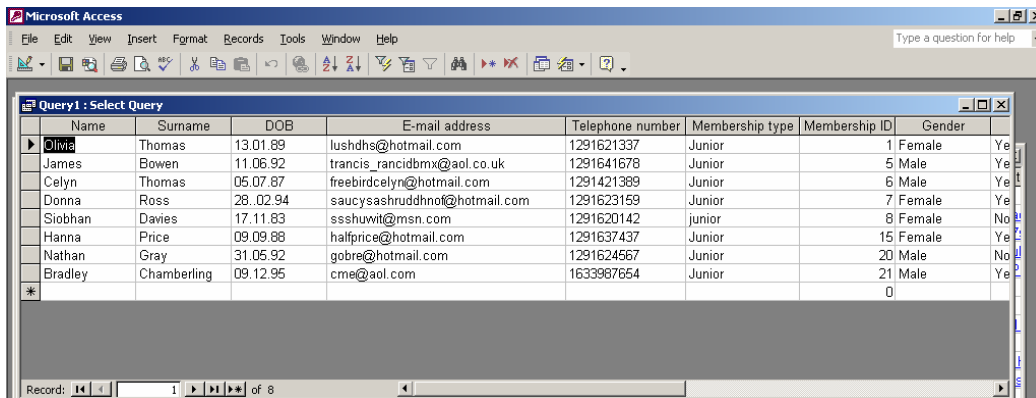 Microsoft Access
File Edit View Insert Format Records Tools Window Help Type a question for help
Query1 : Select Query
Name Surname DOB E-mail address Telephone number Membership type Membership ID Gender
Olivia Thomas 13.01.89 lushdhs@hotmail.com 1291621337 Junior 1 Female Ye
James Bowen 11.06.92 trancis_rancidbmx@aol.co.uk 1291641678 Junior 5 Male Ye
Celyn Thomas 05.07.87 freebirdcelyn@hotmail.com 1291421389 Junior 6 Male Ye
Donna Ross 28..02.94 saucysashruddhnof@hotmail.com 1291623159 Junior 7 Female Ye
Siobhan Davies 17.11.83 ssshuwit@msn.com 1291620142 junior 8 Female No
Hanna Price 09.09.88 halfprice@hotmail.com 1291637437 Junior 15 Female Ye
Nathan Gray 31.05.92 gobre@hotmail.com 1291624567 Junior 20 Male No
Bradley Chamberling 09.12.95 cme@aol.com 1633987654 Junior 21 Male Ye
0
Record: 1 of 8